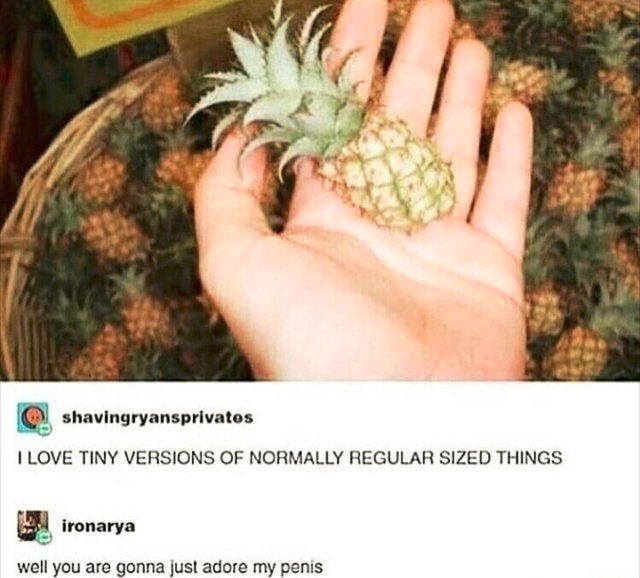 shavingryansprivates
I LOVE TINY VERSIONS OF NORMALLY REGULAR SIZED THINGS
ironarya
well you are gonna just adore my penis